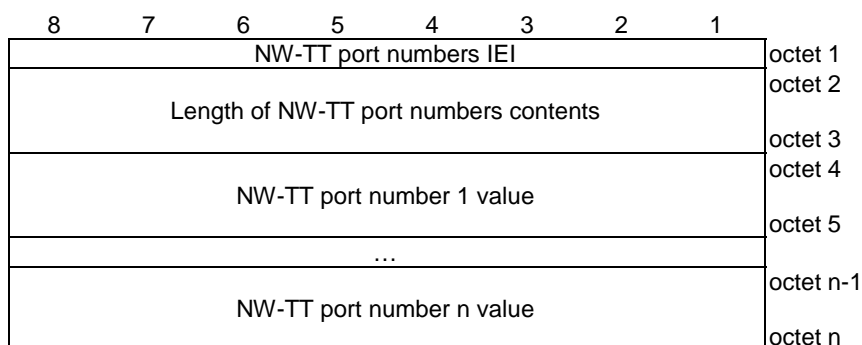 8 7 6 5 4 3 2 1
NW-TT port numbers IEI octet 1
octet 2
Length of NW-TT port numbers contents
octet 3
octet 4
NW-TT port number 1 value
octet 5
…
octet n-1
NW-TT port number n value
octet n